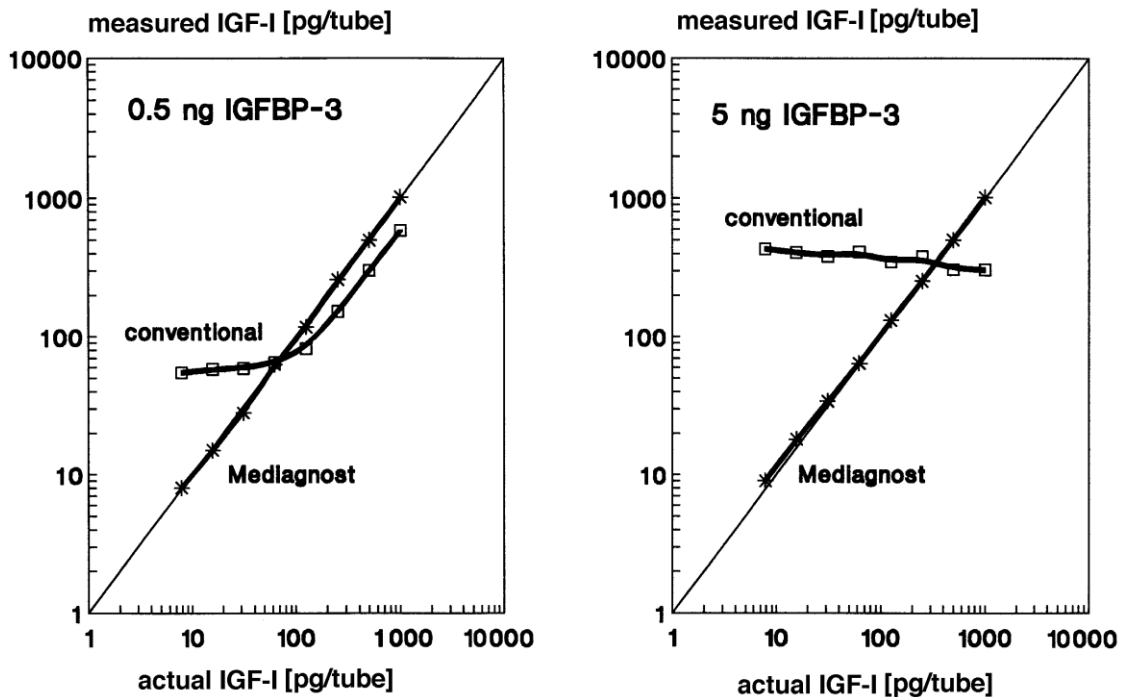 measured IGF-I [pg/tube]
10000
1000
100
10
1
0.5 ng IGFBP-3
conventional
Mediagnost
1 10 100 1000 10000
actual IGF-I [pg/tube]
measured IGF-I [pg/tube]
10000
1000
100
10
1
5 ng IGFBP-3
conventional
Mediagnost
1 10 100 1000 10000
actual IGF-I [pg/tube]